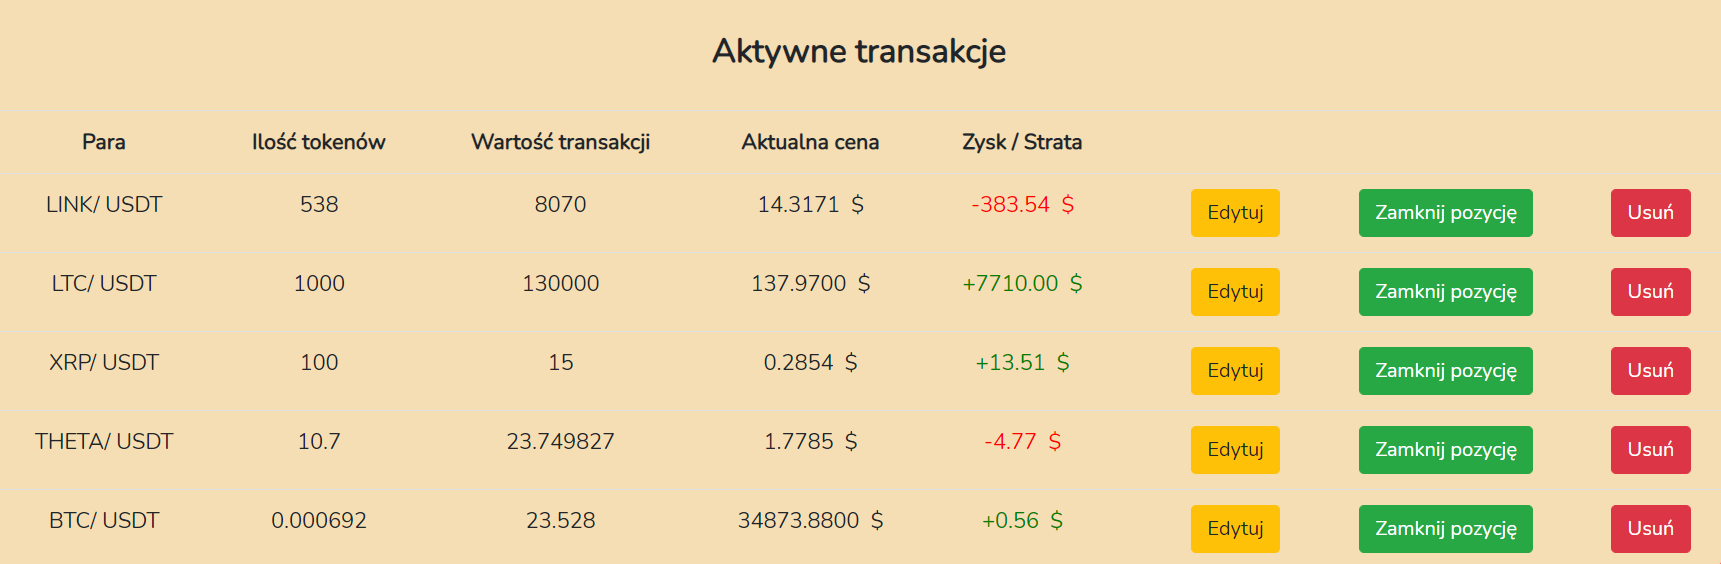 Aktywne transakcje
Para Ilość tokenów Wartość transakcji Aktualna cena Zysk / Strata
LINK/ USDT 538 8070 14.3171 $ -383.54 $ Edytuj Zamknij pozycję Usuń
LTC/ USDT 1000 130000 137.9700 $ +7710.00 $ Edytuj Zamknij pozycję Usuń
XRP/ USDT 100 15 0.2854 $ +13.51 $ Edytuj Zamknij pozycję Usuń
THETA/ USDT 10.7 23.749827 1.7785 $ -4.77 $ Edytuj Zamknij pozycję Usuń
BTC/ USDT 0.000692 23.528 34873.8800 $ +0.56 $ Edytuj Zamknij pozycję Usuń